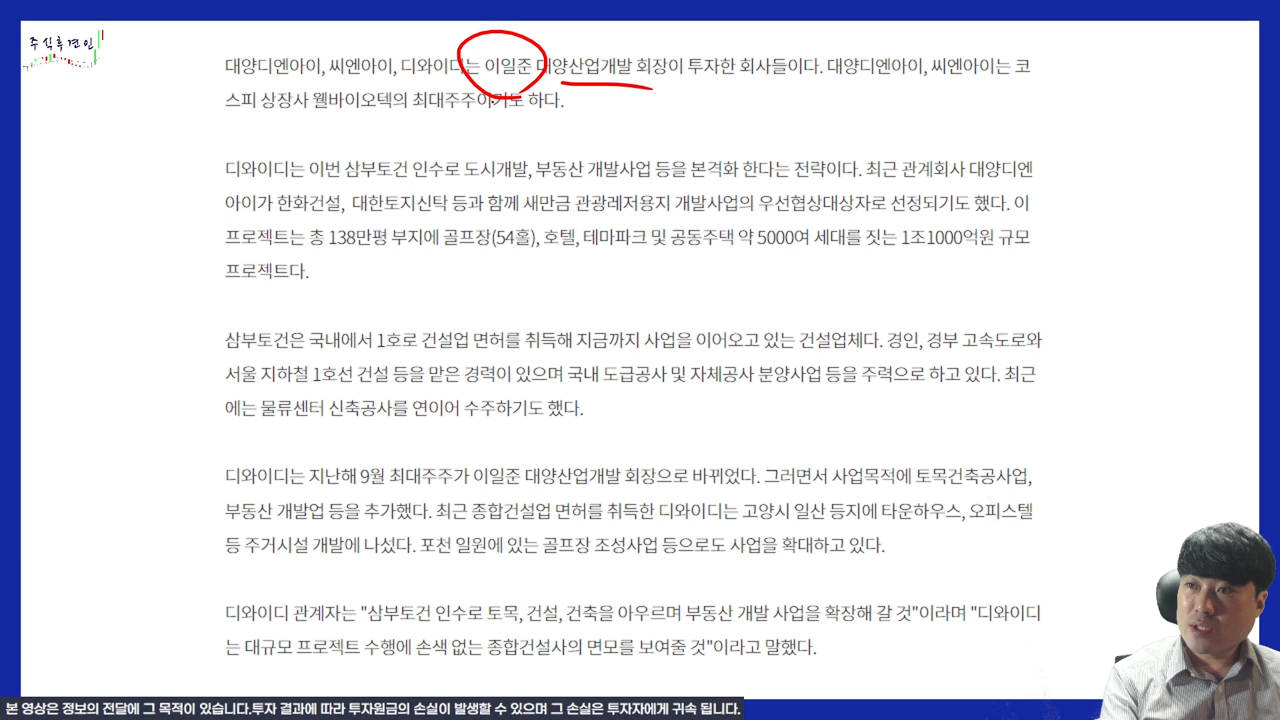 주식후견인
대양디엔아이, 씨엔아이, 디와이디는 이일준 대양산업개발 회장이 투자한 회사들이다. 대양디엔아이, 씨엔아이는 코
스피 상장사 웰바이오텍의 최대주주이기도 하다.
디와이디는 이번 삼부토건 인수로 도시개발, 부동산 개발사업 등을 본격화 한다는 전략이다. 최근 관계회사 대양디엔
아이가 한화건설, 대한토지신탁 등과 함께 새만금 관광레저용지 개발사업의 우선협상대상자로 선정되기도 했다. 이
프로젝트는 총 138만평 부지에 골프장(54홀), 호텔, 테마파크 및 공동주택 약 5000여 세대를 짓는 1조1000억원 규모
프로젝트다.
삼부토건은 국내에서 1호로 건설업 면허를 취득해 지금까지 사업을 이어오고 있는 건설업체다. 경인, 경부 고속도로와
서울 지하철 1호선 건설 등을 맡은 경력이 있으며 국내 도급공사 및 자체공사 분양사업 등을 주력으로 하고 있다. 최근
에는 물류센터 신축공사를 연이어 수주하기도 했다.
디와이디는 지난해 9월 최대주주가 이일준 대양산업개발 회장으로 바뀌었다. 그러면서 사업목적에 토목건축공사업,
부동산 개발업 등을 추가했다. 최근 종합건설업 면허를 취득한 디와이디는 고양시 일산 등지에 타운하우스, 오피스텔
등 주거시설 개발에 나섰다. 포천 일원에 있는 골프장 조성사업 등으로도 사업을 확대하고 있다.
디와이디 관계자는 "삼부토건 인수로 토목, 건설, 건축을 아우르며 부동산 개발 사업을 확장해 갈 것"이라며 "디와이디
는 대규모 프로젝트 수행에 손색 없는 종합건설사의 면모를 보여줄 것"이라고 말했다.
본 영상은 정보의 전달에 그 목적이 있습니다.투자 결과에 따라 투자원금의 손실이 발생할 수 있으며 그 손실은 투자자에게 귀속 됩니다.